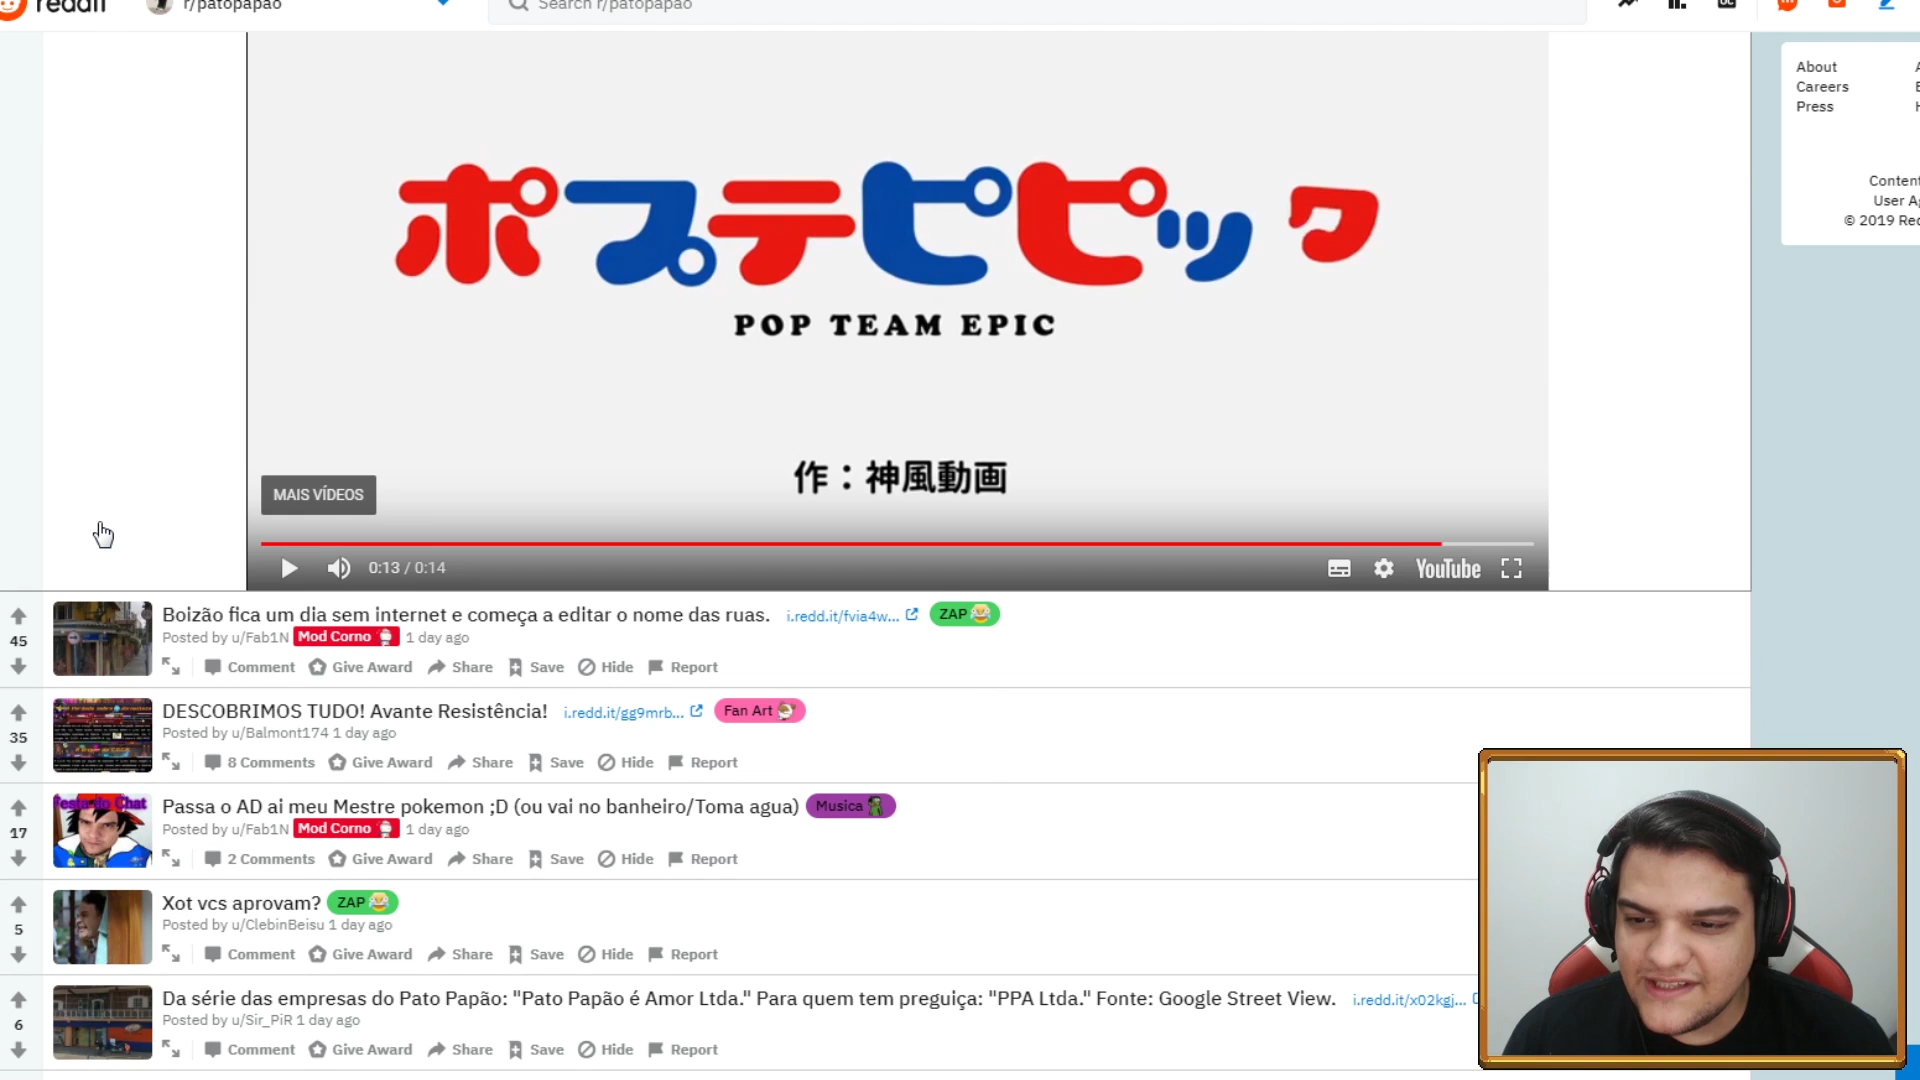 reddit
r/patopapao
Search r/patopapao
About
Careers
Press
Content
User Ag
© 2019 Red
ポプテピピック
POP TEAM EPIC
作：神風動画
MAIS VÍDEOS
0:13 / 0:14
YouTube
45
Boizão fica um dia sem internet e começa a editar o nome das ruas. i.redd.it/fvia4w... ZAP
Posted by u/Fab1N Mod Corno 1 day ago
Comment Give Award Share Save Hide Report
35
DESCOBRIMOS TUDO! Avante Resistência! i.redd.it/gg9mrb... Fan Art
Posted by u/Balmont174 1 day ago
8 Comments Give Award Share Save Hide Report
17
Festa do Chat
Passa o AD ai meu Mestre pokemon ;D (ou vai no banheiro/Toma agua) Musica
Posted by u/Fab1N Mod Corno 1 day ago
2 Comments Give Award Share Save Hide Report
5
Xot vcs aprovam? ZAP
Posted by u/ClebinBeisu 1 day ago
Comment Give Award Share Save Hide Report
6
Da série das empresas do Pato Papão: "Pato Papão é Amor Ltda." Para quem tem preguiça: "PPA Ltda." Fonte: Google Street View. i.redd.it/x02kgj...
Posted by u/Sir_PiR 1 day ago
Comment Give Award Share Save Hide Report